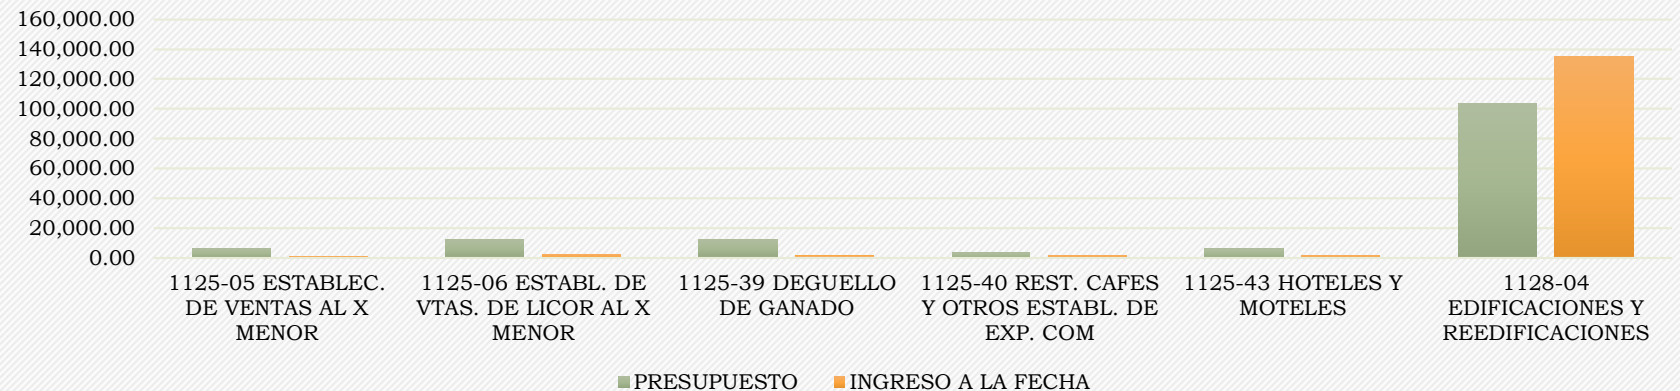 160,000.00
140,000.00
120,000.00
100,000.00
80,000.00
60,000.00
40,000.00
20,000.00
0.00
1125-05 ESTABLEC.
DE VENTAS AL X
MENOR
1125-06 ESTABL. DE
VTAS. DE LICOR AL X
MENOR
1125-39 DEGUELLO
DE GANADO
1125-40 REST. CAFES
Y OTROS ESTABL. DE
EXP. COM
1125-43 HOTELES Y
MOTELES
1128-04
EDIFICACIONES Y
REEDIFICACIONES
PRESUPUESTO
INGRESO A LA FECHA